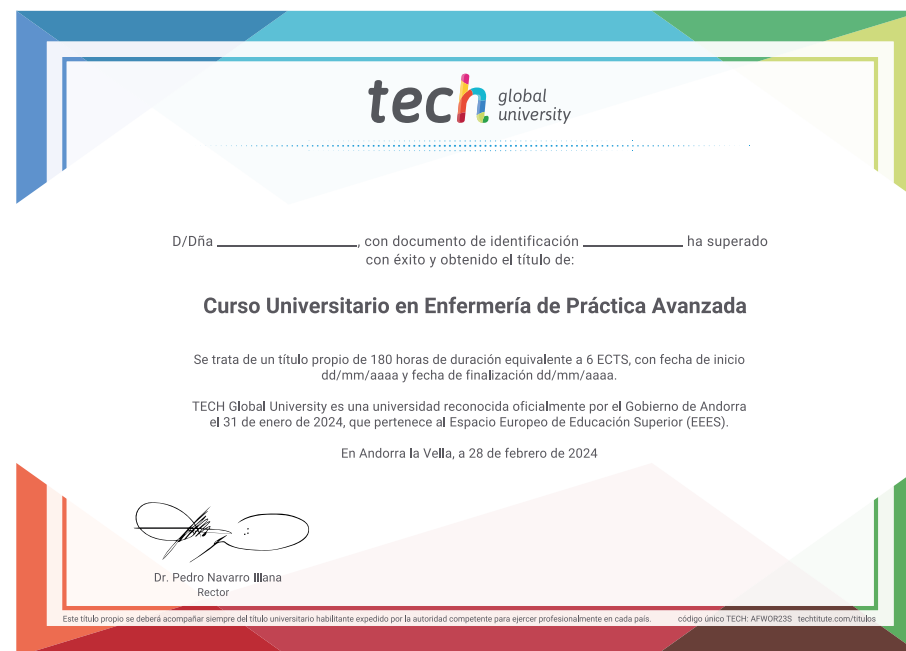 tech global university
D/Dña ____________, con documento de identificación _________ ha superado
con éxito y obtenido el título de:
Curso Universitario en Enfermería de Práctica Avanzada
Se trata de un título propio de 180 horas de duración equivalente a 6 ECTS, con fecha de inicio
dd/mm/aaaa y fecha de finalización dd/mm/aaaa.
TECH Global University es una universidad reconocida oficialmente por el Gobierno de Andorra
el 31 de enero de 2024, que pertenece al Espacio Europeo de Educación Superior (EEES).
En Andorra la Vella, a 28 de febrero de 2024
Dr. Pedro Navarro Illana
Rector
Este título propio se deberá acompañar siempre del título universitario habilitante expedido por la autoridad competente para ejercer profesionalmente en cada país. código único TECH: AFWOR23S techtitute.com/titulos